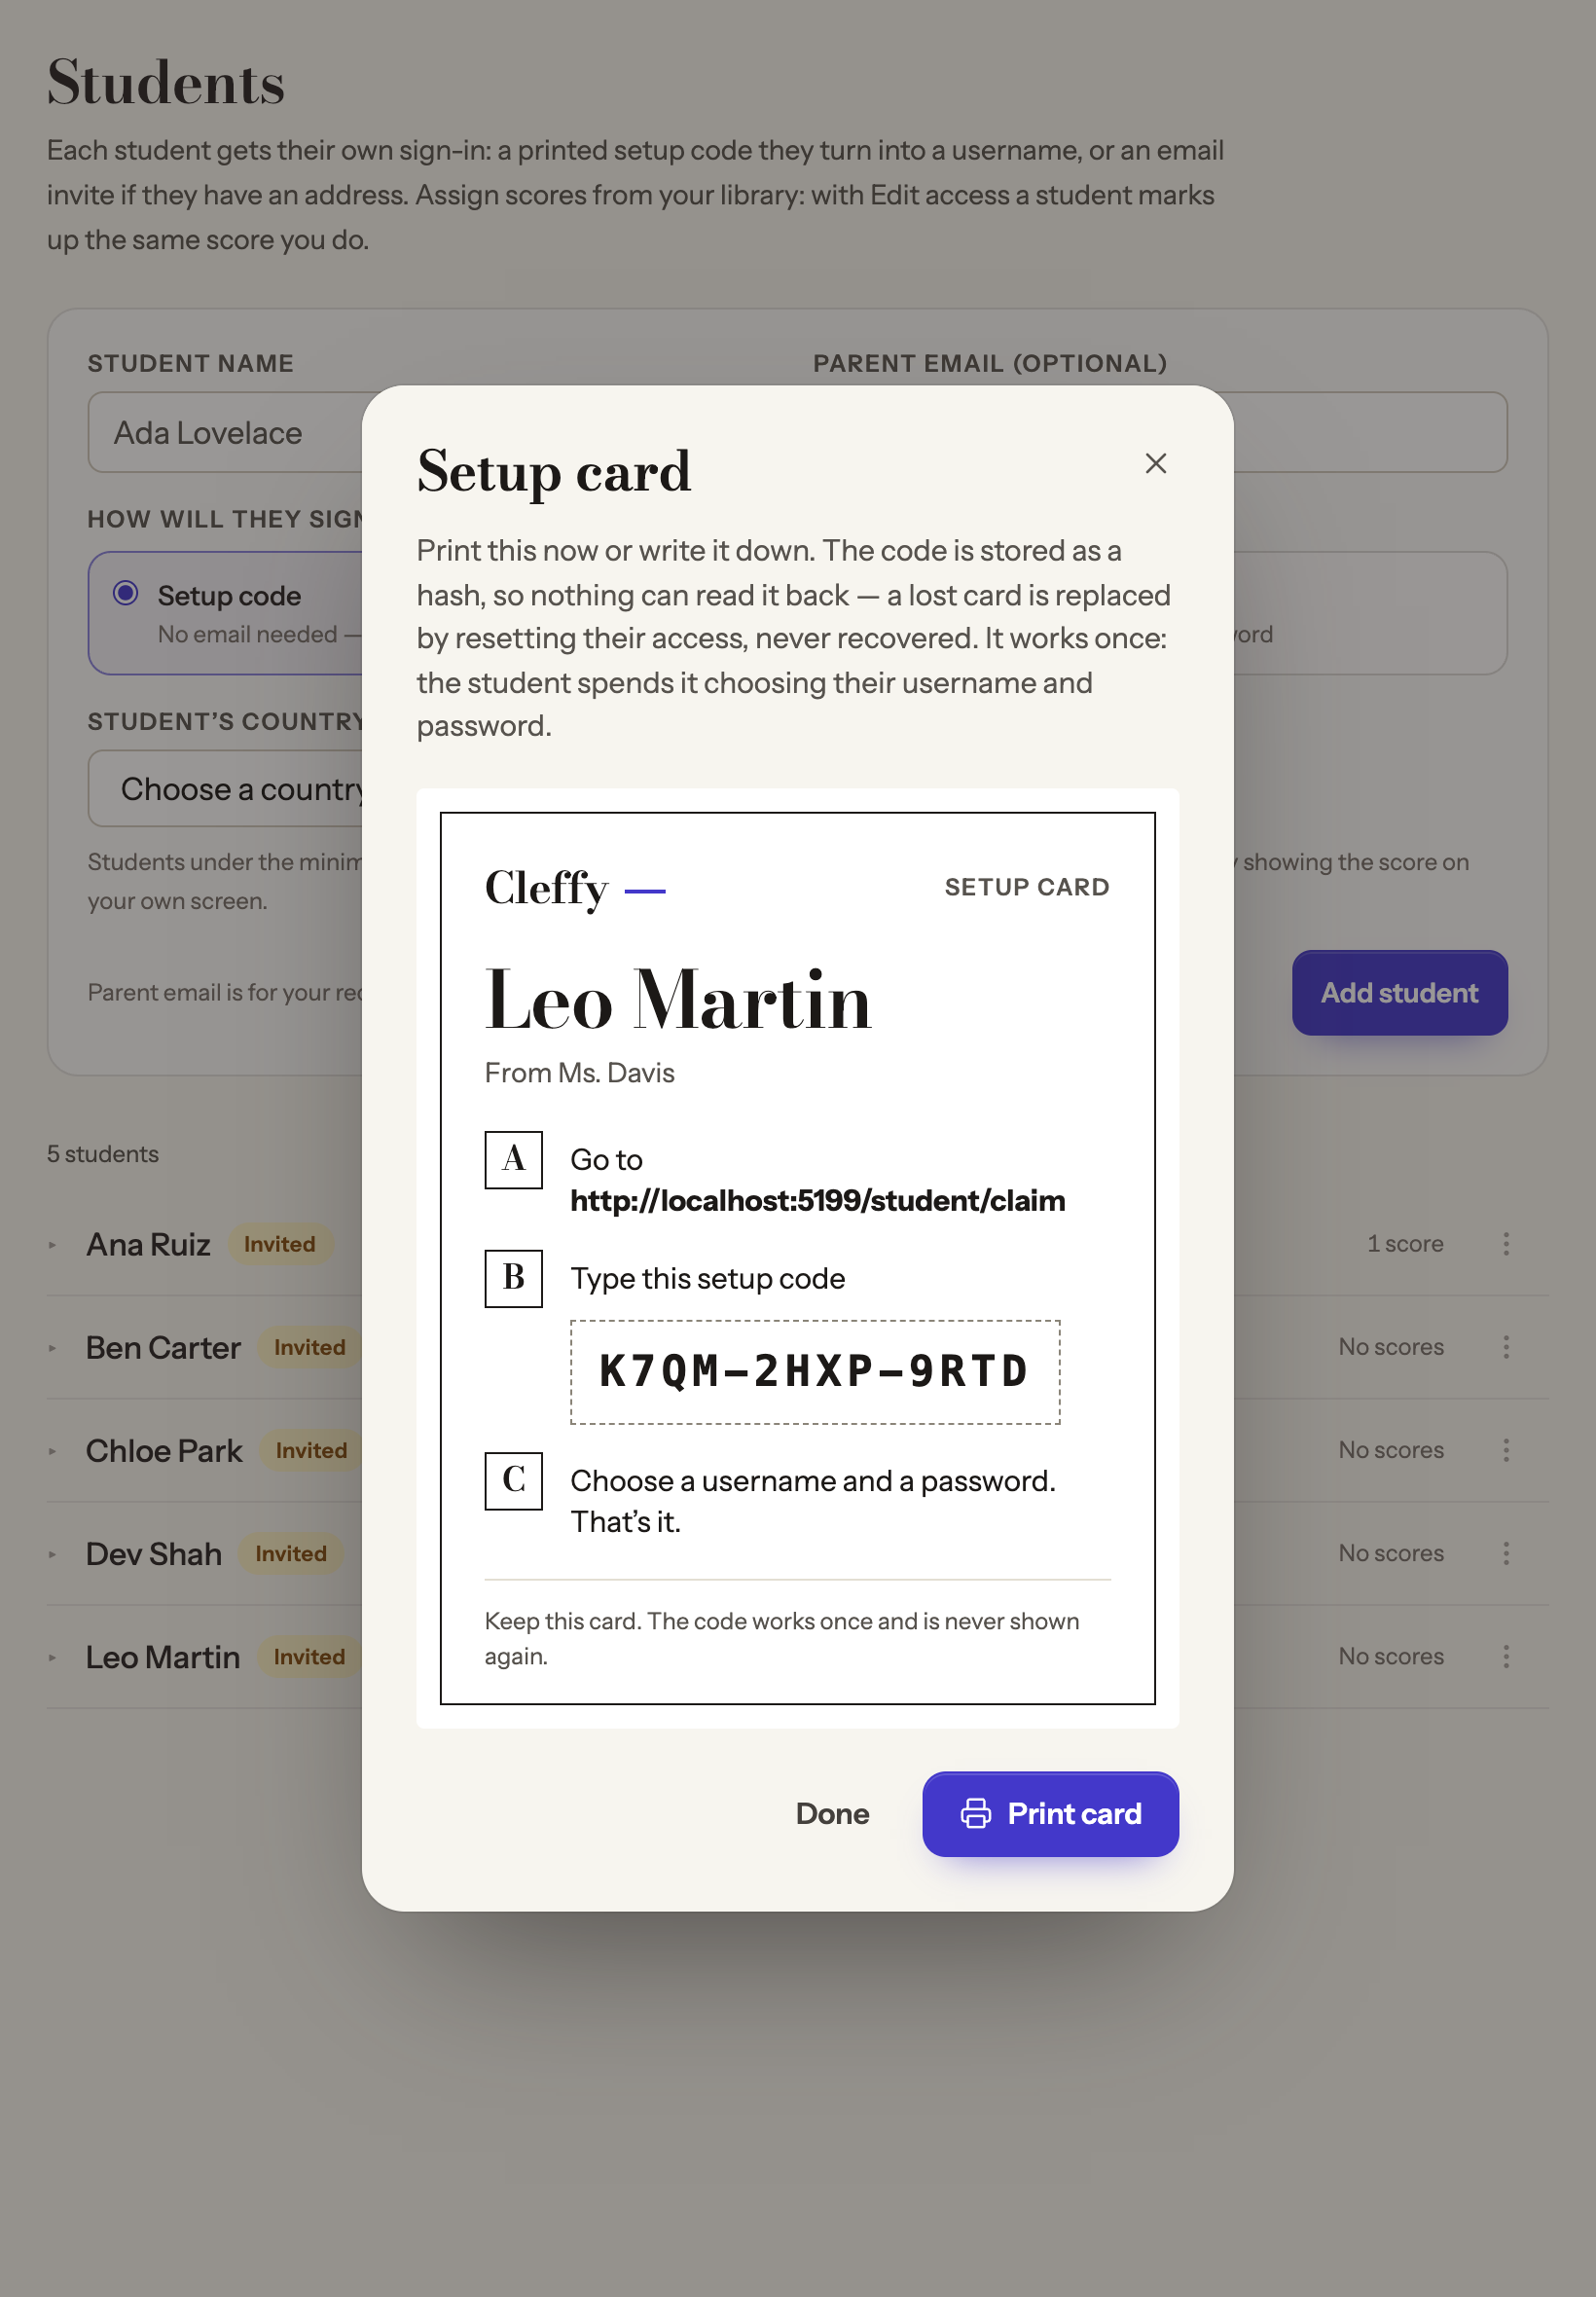 Students
Each student gets their own sign-in: a printed setup code they turn into a username, or an email
invite if they have an address. Assign scores from your library: with Edit access a student marks
up the same score you do.
STUDENT NAME
PARENT EMAIL (OPTIONAL)
Ada Lovelace
HOW WILL THEY SIGN
Setup code
No email needed —
STUDENT'S COUNTRY
Choose a country
Students under the minim
showing the score on
your own screen.
Parent email is for your
Add student
Setup card
Print this now or write it down. The code is stored as a
hash, so nothing can read it back — a lost card is replaced
by resetting their access, never recovered. It works once:
the student spends it choosing their username and
password.
Cleffy
SETUP CARD
Leo Martin
From Ms. Davis
A
Go to
http://localhost:5199/student/claim
B
Type this setup code
K7QM-2HXP-9RTD
C
Choose a username and a password.
That's it.
Keep this card. The code works once and is never shown
again.
Done
Print card
5 students
Ana Ruiz Invited 1 score
Ben Carter Invited No scores
Chloe Park Invited No scores
Dev Shah Invited No scores
Leo Martin Invited No scores